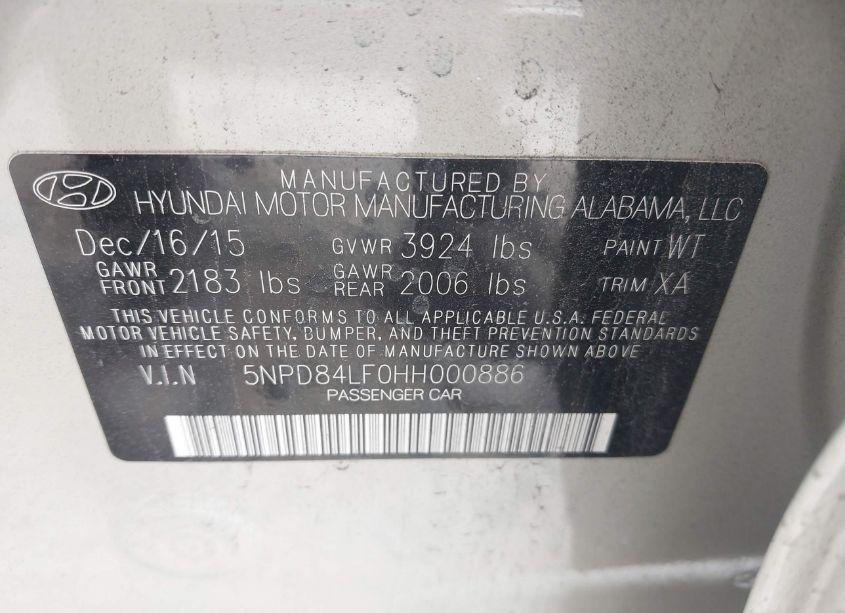 MANUFACTURED BY
HYUNDAI MOTOR MANUFACTURING ALABAMA, LLC
Dec/16/15 GVWR 3924 lbs PAINT WT
GAWR FRONT 2183 lbs GAWR REAR 2006 lbs TRIM XA
THIS VEHICLE CONFORMS TO ALL APPLICABLE U.S.A. FEDERAL
MOTOR VEHICLE SAFETY, BUMPER, AND THEFT PREVENTION STANDARDS
IN EFFECT ON THE DATE OF MANUFACTURE SHOWN ABOVE.
V.I.N 5NPD84LF0HH000886
PASSENGER CAR